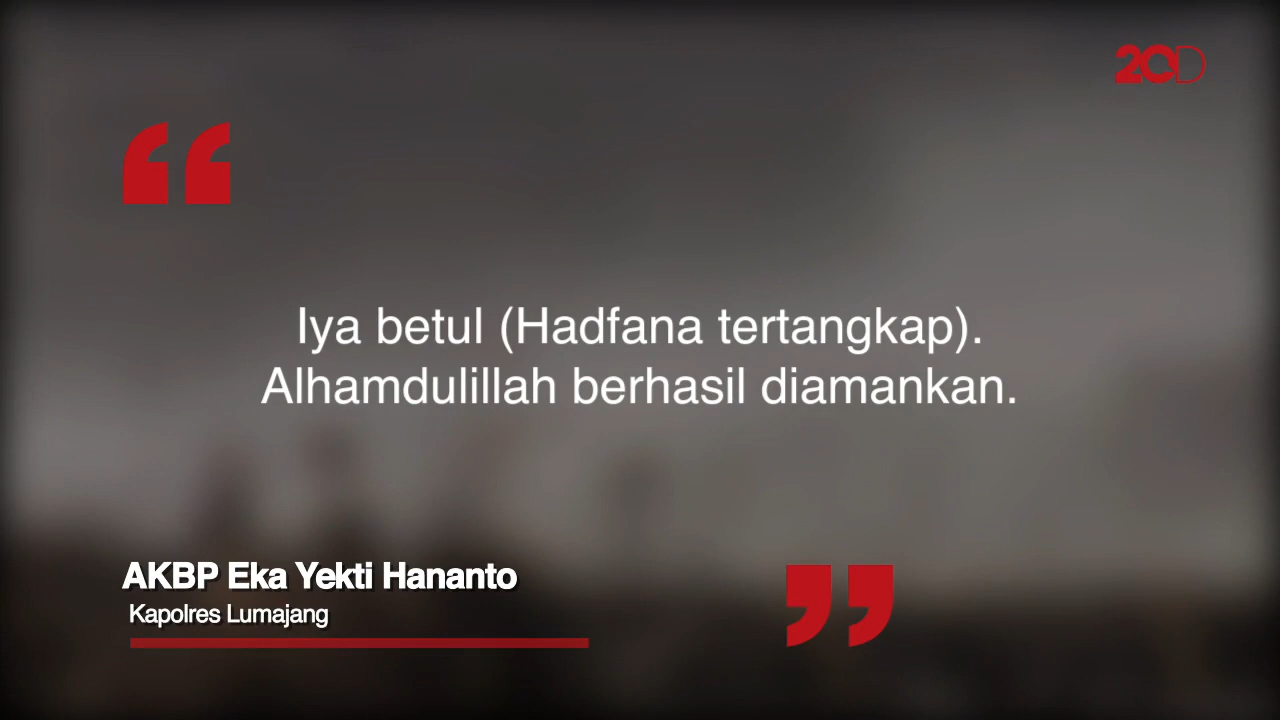 20D
“
Iya betul (Hadfana tertangkap).
Alhamdulillah berhasil diamankan.
”
AKBP Eka Yekti Hananto
Kapolres Lumajang